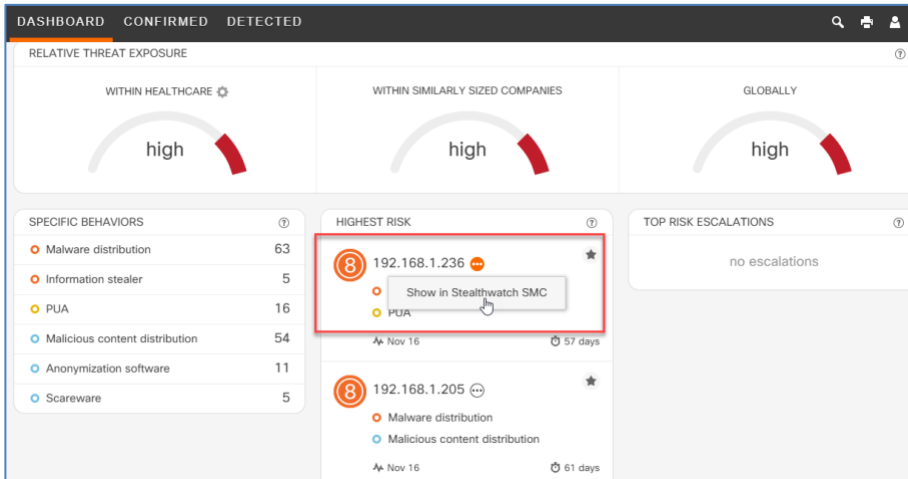 DASHBOARD CONFIRMED DETECTED
RELATIVE THREAT EXPOSURE
WITHIN HEALTHCARE
high
WITHIN SIMILARLY SIZED COMPANIES
high
GLOBALLY
high
SPECIFIC BEHAVIORS
Malware distribution 63
Information stealer 5
PUA 16
Malicious content distribution 54
Anonymization software 11
Scareware 5
HIGHEST RISK
8 192.168.1.236
Show in Stealthwatch SMC
PUA
Nov 16 57 days
8 192.168.1.205
Malware distribution
Malicious content distribution
Nov 16 61 days
TOP RISK ESCALATIONS
no escalations